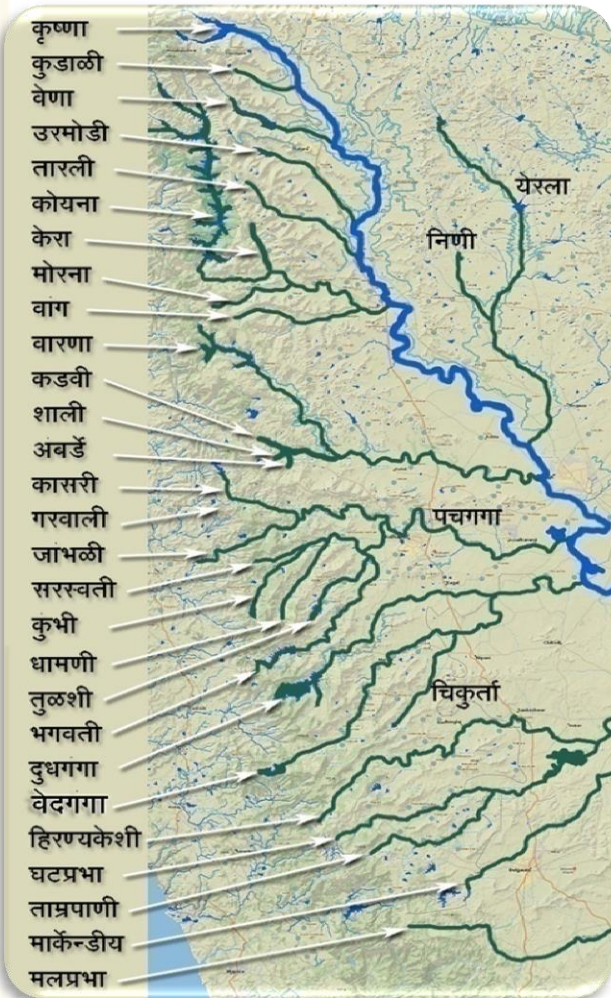 कृष्णा
कुडाळी
वेणा
उरमोडी
तारली
कोयना
केरा
मोरना
वांग
वारणा
कडवी
शाली
अंबर्डे
कासरी
गरवाली
जांभळी
सरस्वती
कुंभी
धामणी
तुळशी
भगवती
दुधगंगा
वेदगंगा
हिरण्यकेशी
घटप्रभा
ताम्रपाणी
मार्केन्डीय
मलप्रभा
येरला
निणी
पंचगंगा
चिकुर्ता